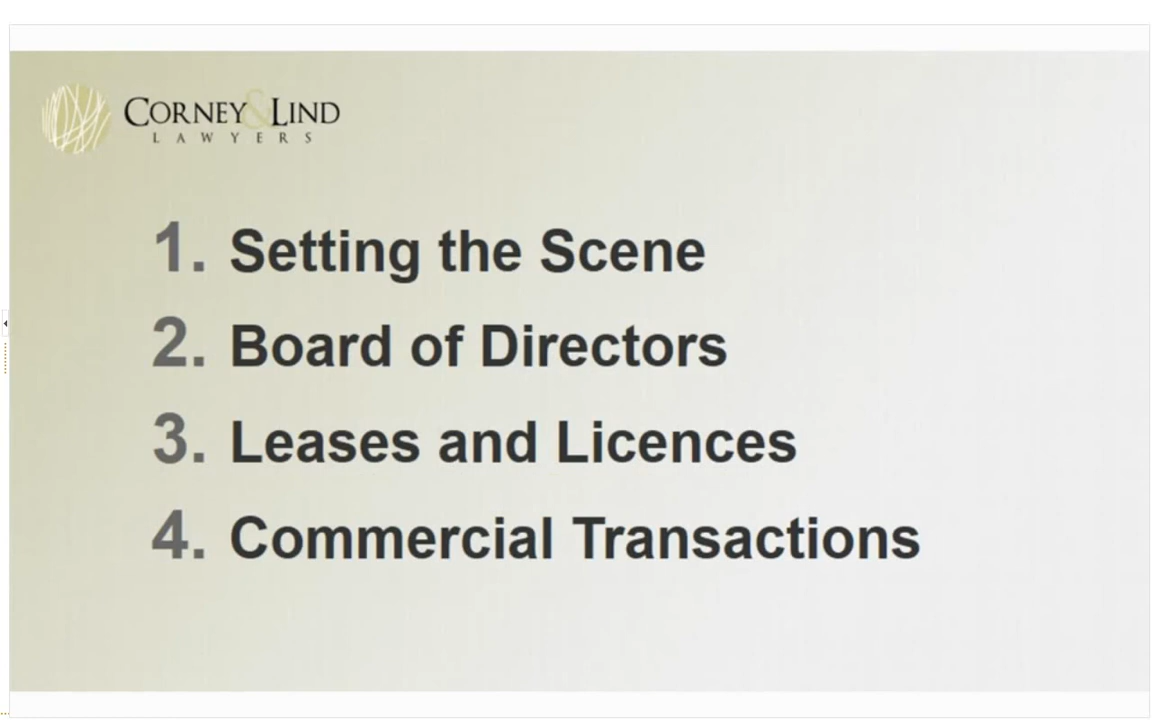 CORNEY&LIND
LAWYERS
1. Setting the Scene
2. Board of Directors
3. Leases and Licences
4. Commercial Transactions